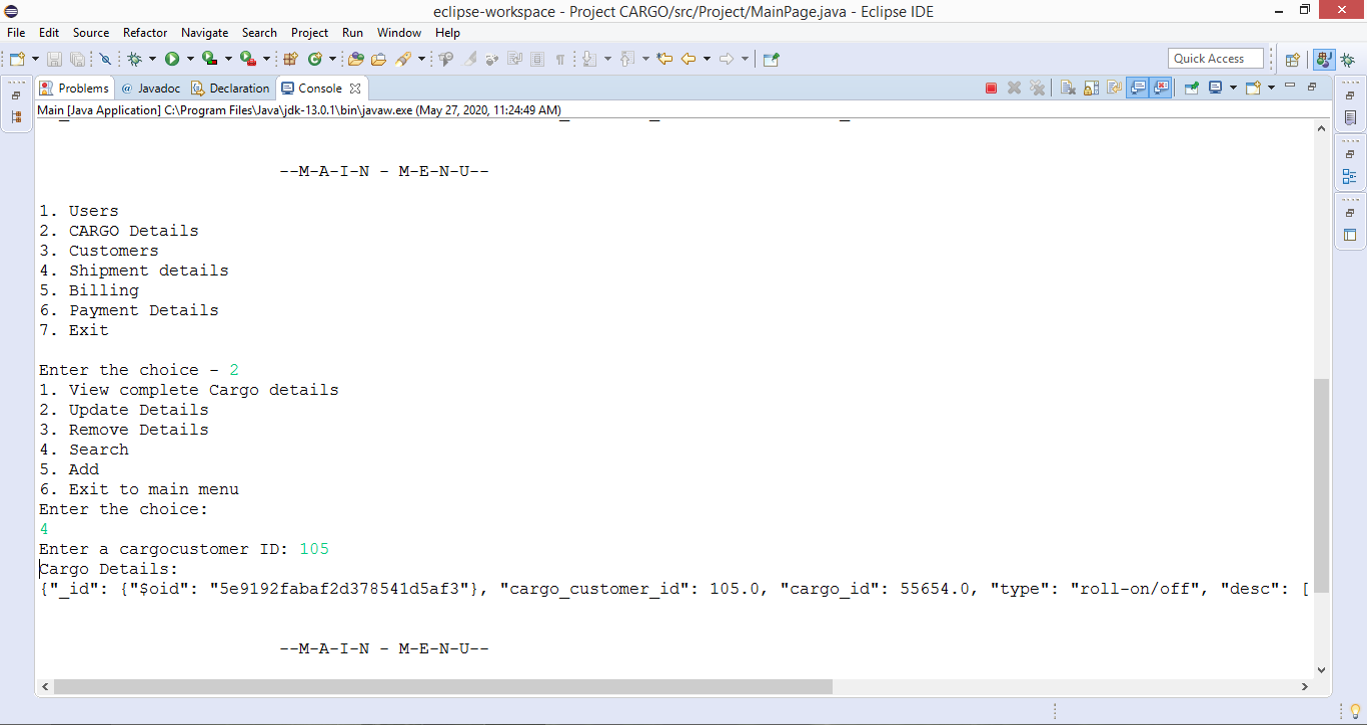 eclipse-workspace - Project CARGO/src/Project/MainPage.java - Eclipse IDE
File Edit Source Refactor Navigate Search Project Run Window Help
Quick Access
Problems @ Javadoc Declaration Console
Main [Java Application] C:\Program Files\Java\jdk-13.0.1\bin\javaw.exe (May 27, 2020, 11:24:49 AM)
--M-A-I-N - M-E-N-U--
1. Users
2. CARGO Details
3. Customers
4. Shipment details
5. Billing
6. Payment Details
7. Exit
Enter the choice - 2
1. View complete Cargo details
2. Update Details
3. Remove Details
4. Search
5. Add
6. Exit to main menu
Enter the choice:
4
Enter a cargocustomer ID: 105
Cargo Details:
{"_id": {"$oid": "5e9192fabaf2d378541d5af3"}, "cargo_customer_id": 105.0, "cargo_id": 55654.0, "type": "roll-on/off", "desc": [
--M-A-I-N - M-E-N-U--